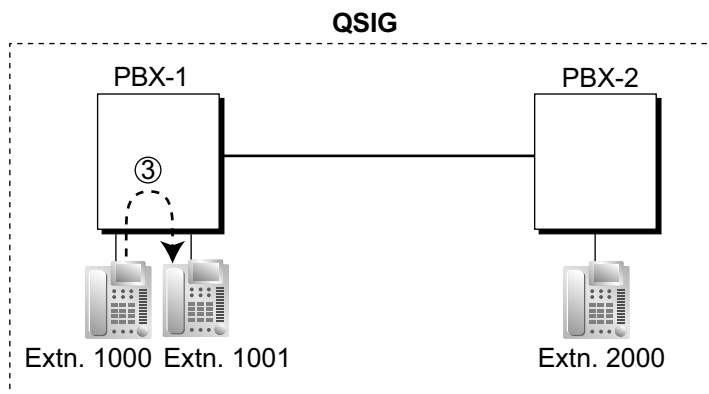 QSIG
PBX-1 PBX-2
③
Extn. 1000 Extn. 1001 Extn. 2000